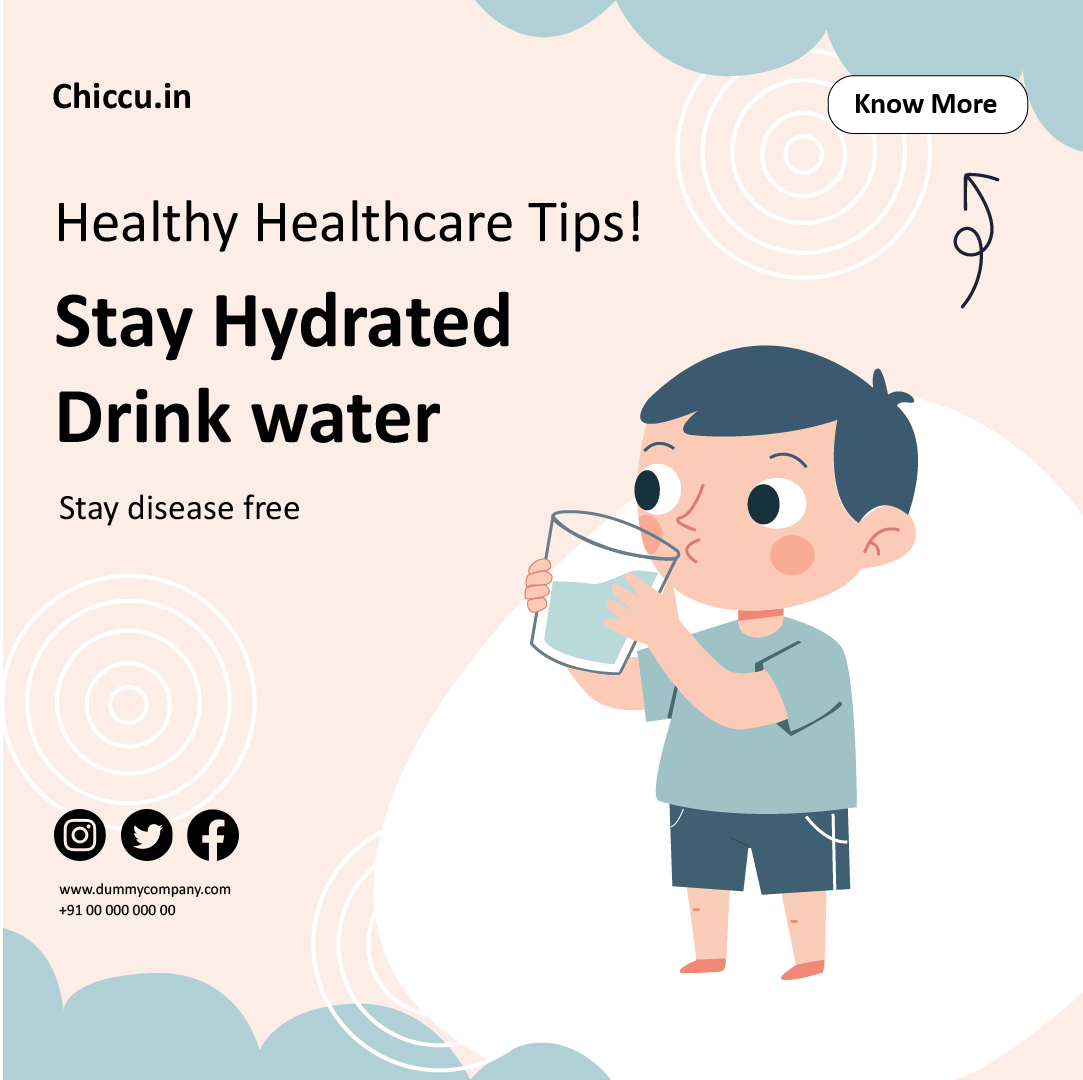 Chiccu.in
Know More
Healthy Healthcare Tips!
Stay Hydrated
Drink water
Stay disease free
www.dummycompany.com
+91 00 000 000 00